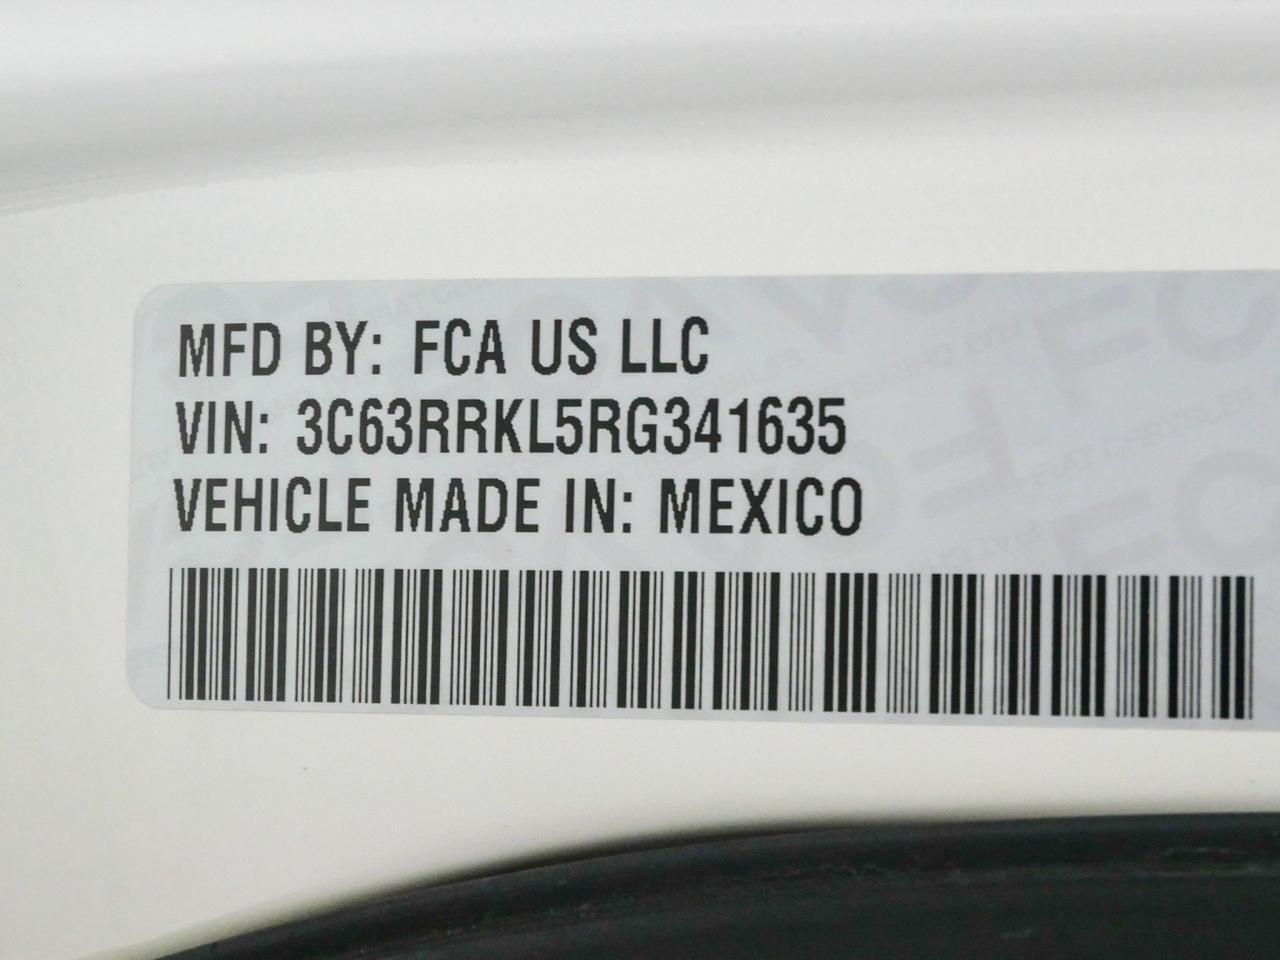 MFD BY: FCA US LLC
VIN: 3C63RRKL5RG341635
VEHICLE MADE IN: MEXICO